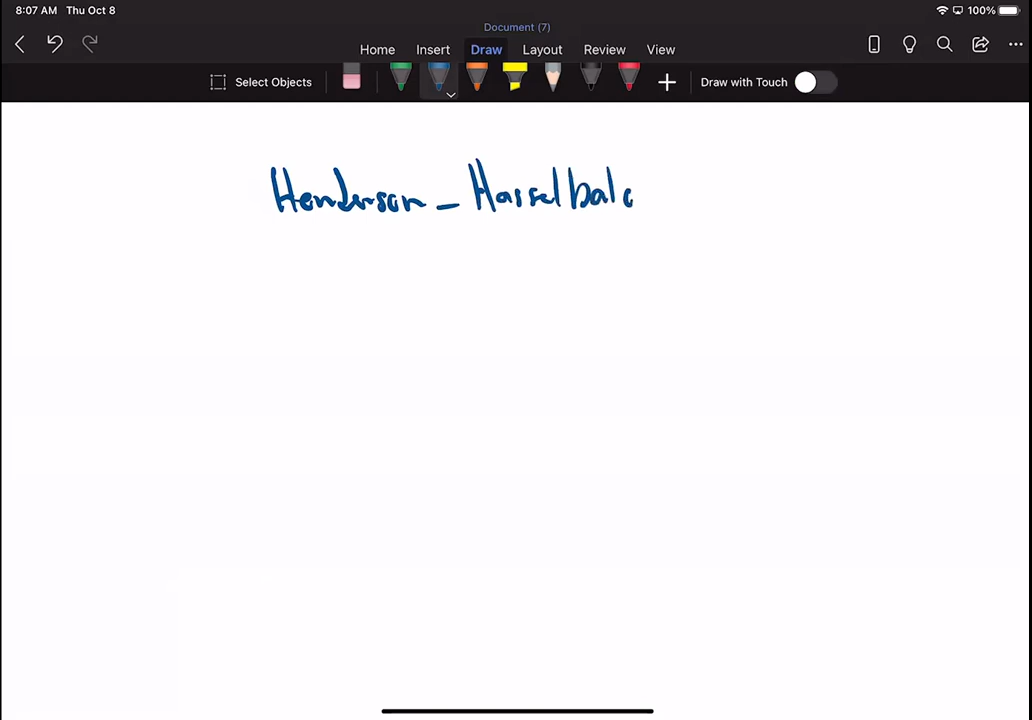 8:07 AM Thu Oct 8
100%
Document (7)
Home Insert Draw Layout Review View
Select Objects
Draw with Touch
Henderson - Hasselbalc